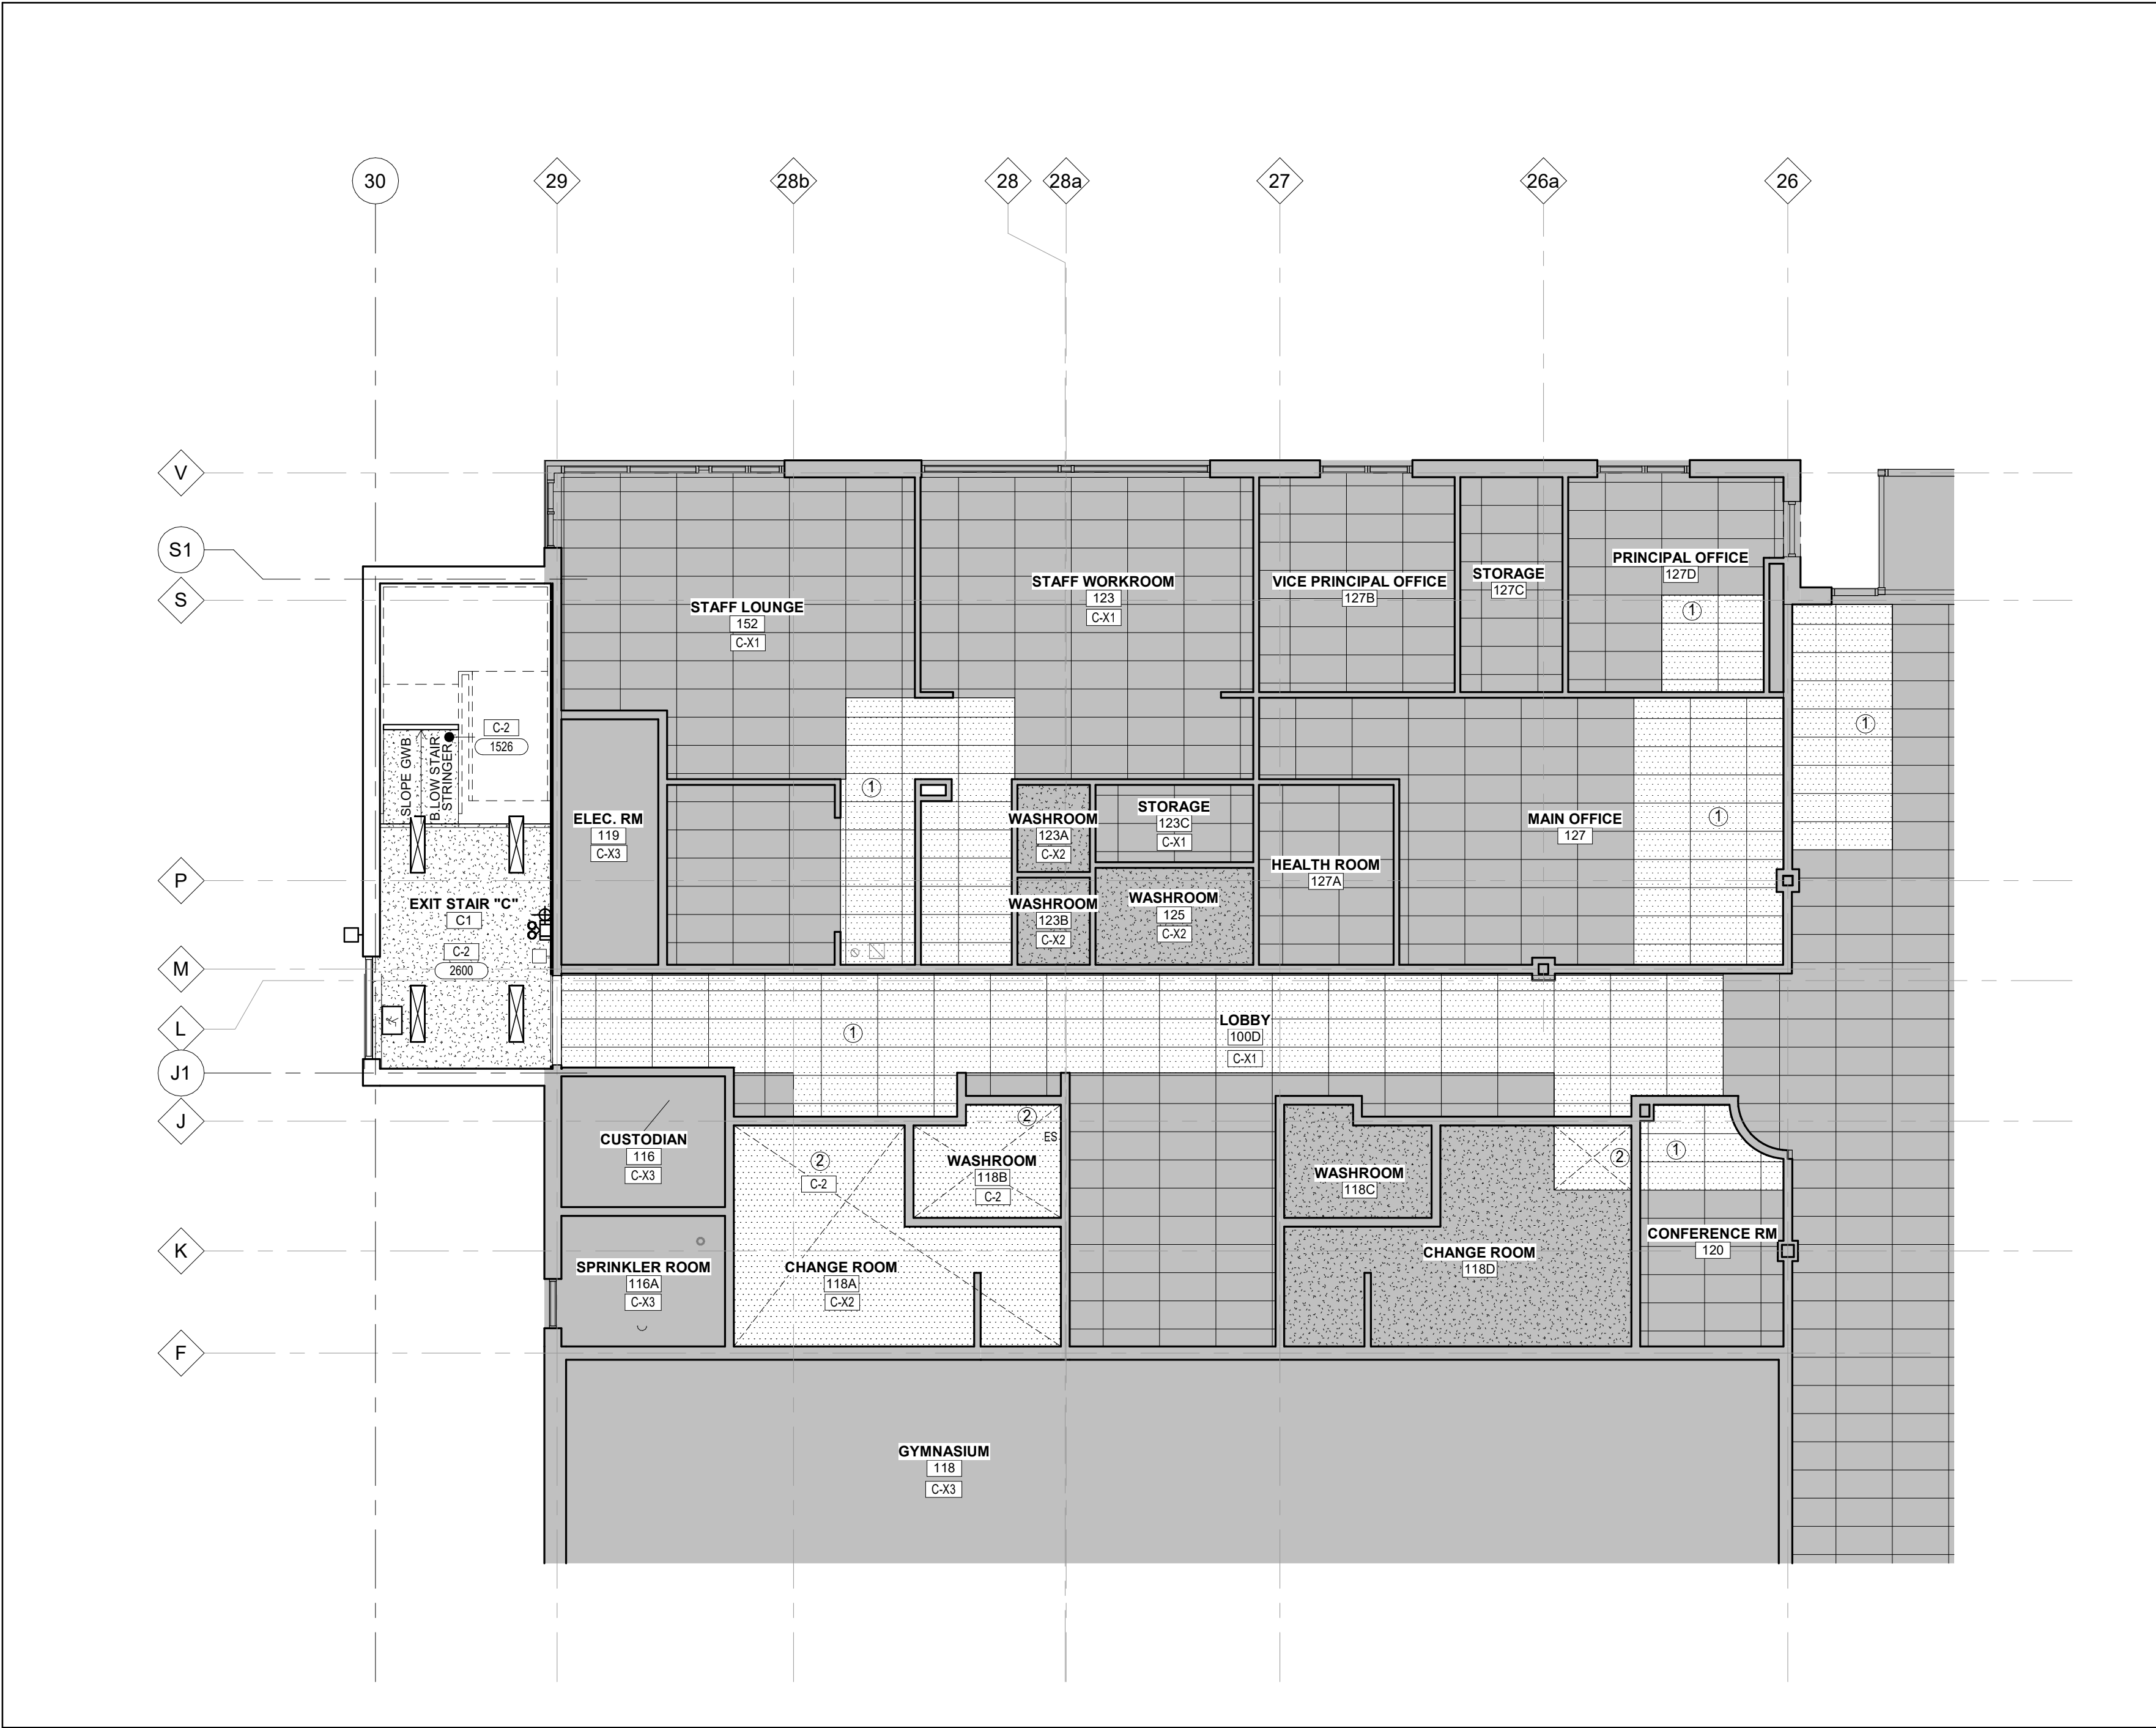 30
29
28b
28
28a
27
26a
26
V
S1
S
P
M
L
J1
J
K
F
STAFF LOUNGE
152
C-X1
STAFF WORKROOM
123
C-X1
VICE PRINCIPAL OFFICE
127B
STORAGE
127C
PRINCIPAL OFFICE
127D
1
1
C-2
1526
SLOPE GWB
B.LOW STAIR
STRINGER
1
ELEC. RM
119
C-X3
WASHROOM
123A
C-X2
STORAGE
123C
C-X1
MAIN OFFICE
127
1
HEALTH ROOM
127A
WASHROOM
123B
C-X2
WASHROOM
125
C-X2
EXIT STAIR "C"
C1
C-2
2600
1
LOBBY
100D
C-X1
CUSTODIAN
116
C-X3
2
C-2
2
ES
WASHROOM
118B
C-2
WASHROOM
118C
2
1
SPRINKLER ROOM
116A
C-X3
CHANGE ROOM
118A
C-X2
CHANGE ROOM
118D
CONFERENCE RM
120
GYMNASIUM
118
C-X3